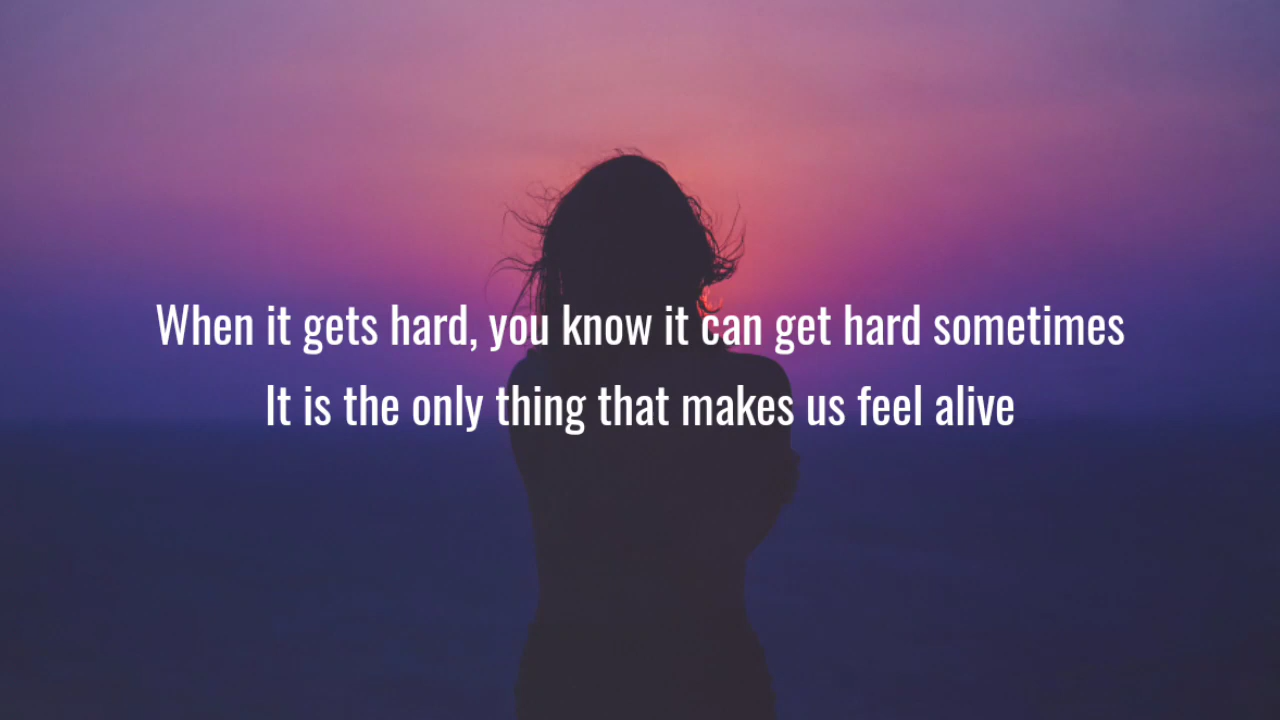 When it gets hard, you know it can get hard sometimes
It is the only thing that makes us feel alive